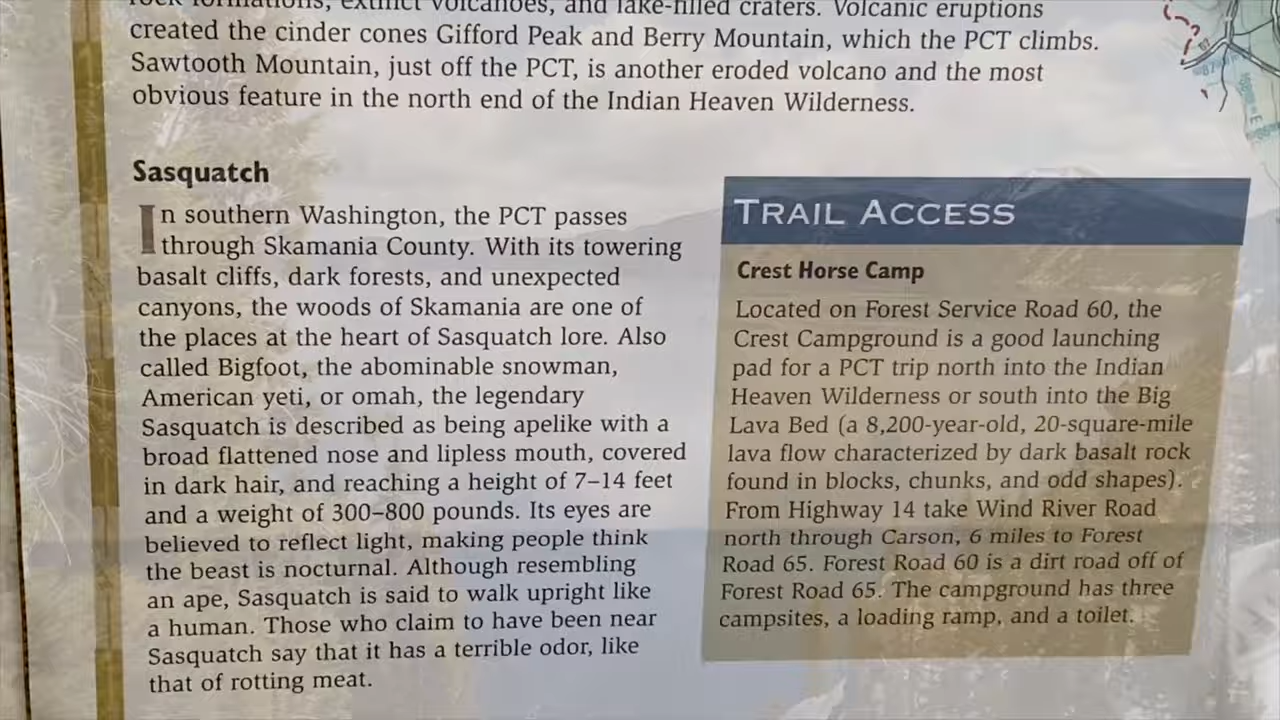 rock formations, extinct volcanoes, and lake-filled craters. Volcanic eruptions
created the cinder cones Gifford Peak and Berry Mountain, which the PCT climbs.
Sawtooth Mountain, just off the PCT, is another eroded volcano and the most
obvious feature in the north end of the Indian Heaven Wilderness.
Sasquatch
In southern Washington, the PCT passes
through Skamania County. With its towering
basalt cliffs, dark forests, and unexpected
canyons, the woods of Skamania are one of
the places at the heart of Sasquatch lore. Also
called Bigfoot, the abominable snowman,
American yeti, or omah, the legendary
Sasquatch is described as being apelike with a
broad flattened nose and lipless mouth, covered
in dark hair, and reaching a height of 7–14 feet
and a weight of 300–800 pounds. Its eyes are
believed to reflect light, making people think
the beast is nocturnal. Although resembling
an ape, Sasquatch is said to walk upright like
a human. Those who claim to have been near
Sasquatch say that it has a terrible odor, like
that of rotting meat.
TRAIL ACCESS
Crest Horse Camp
Located on Forest Service Road 60, the
Crest Campground is a good launching
pad for a PCT trip north into the Indian
Heaven Wilderness or south into the Big
Lava Bed (a 8,200-year-old, 20-square-mile
lava flow characterized by dark basalt rock
found in blocks, chunks, and odd shapes).
From Highway 14 take Wind River Road
north through Carson, 6 miles to Forest
Road 65. Forest Road 60 is a dirt road off of
Forest Road 65. The campground has three
campsites, a loading ramp, and a toilet.